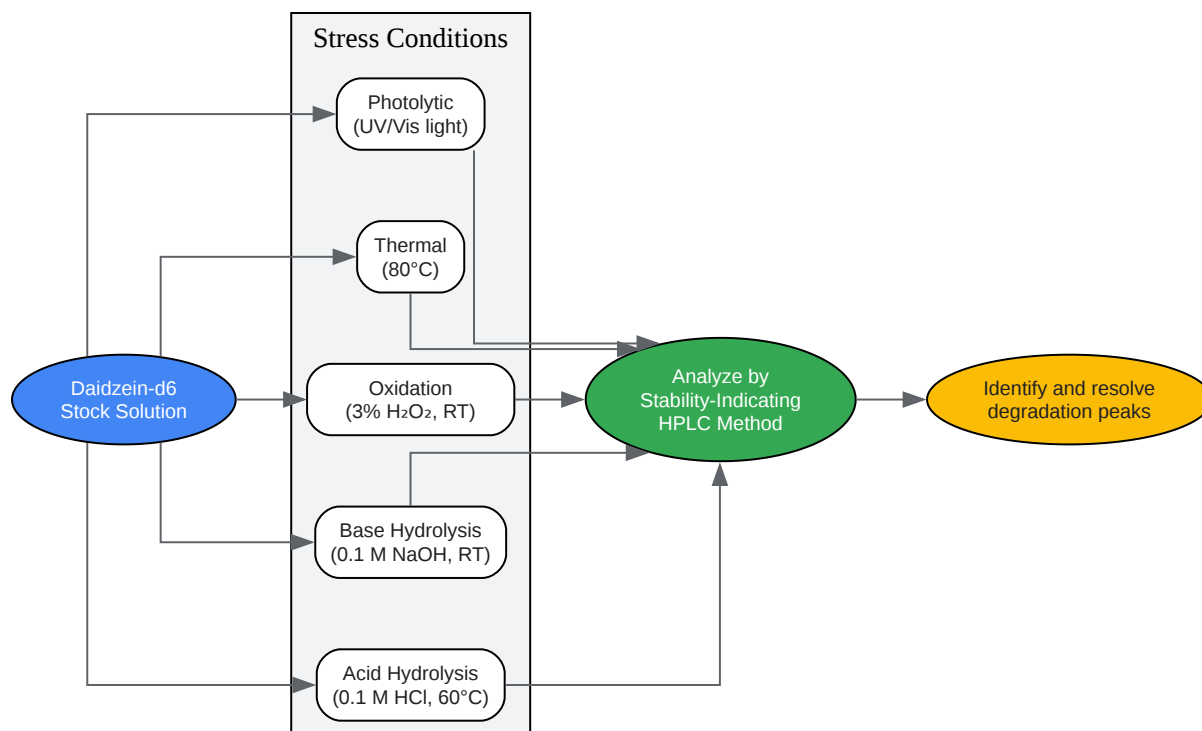 Stress Conditions
Photolytic
(UV/Vis light)
Thermal
(80°C)
Daidzein-d6
Stock Solution
Oxidation
(3% H₂O₂, RT)
Analyze by
Stability-Indicating
HPLC Method
Identify and resolve
degradation peaks
Base Hydrolysis
(0.1 M NaOH, RT)
Acid Hydrolysis
(0.1 M HCl, 60°C)